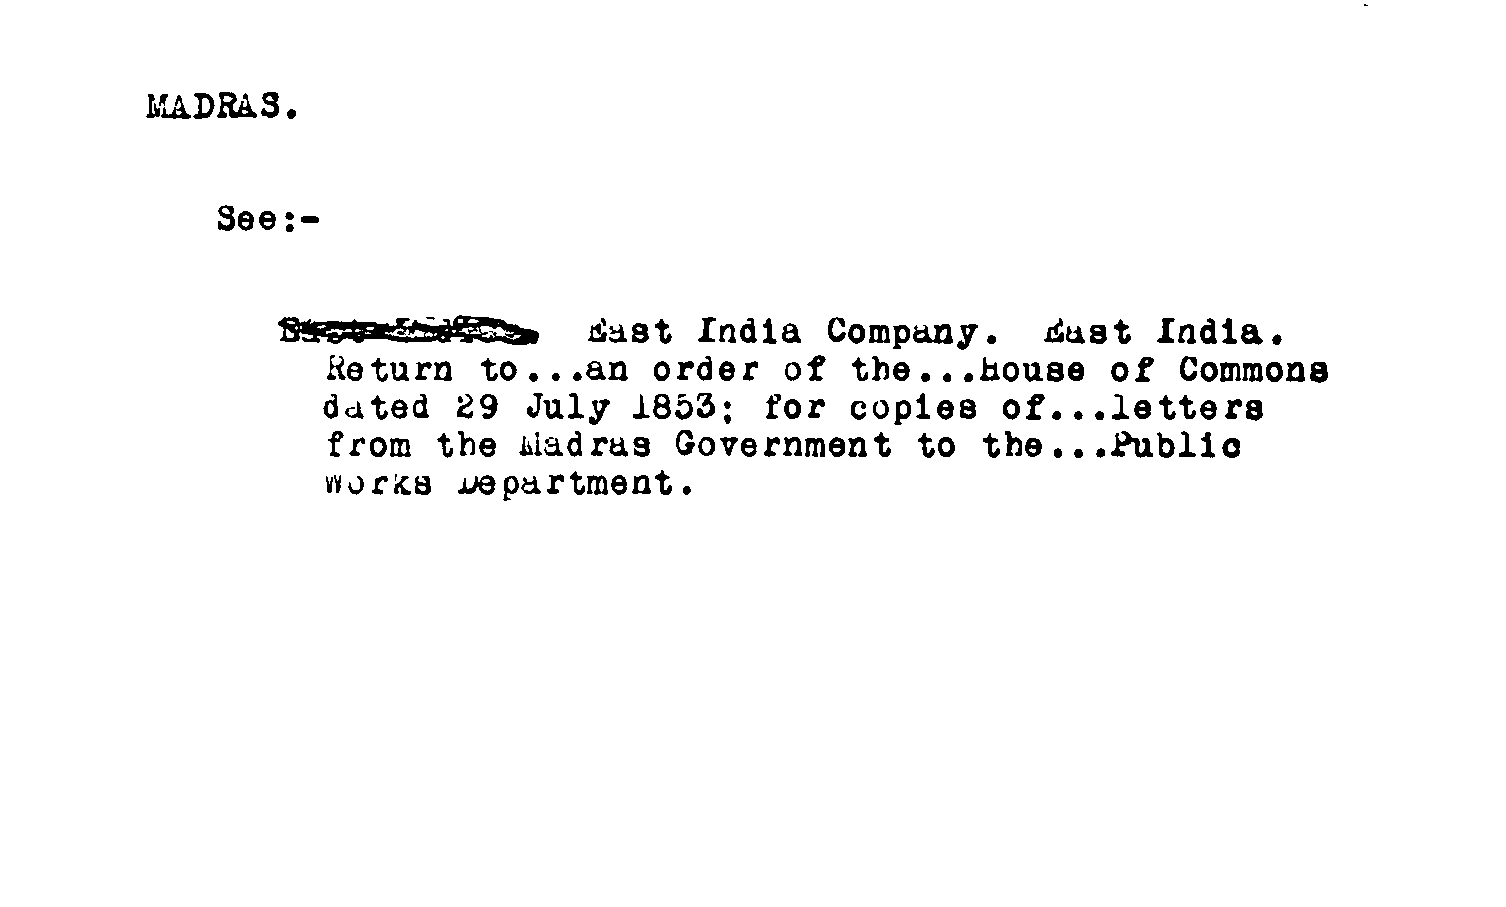 MADRAS.
See:-
East India Company. East India.
Return to...an order of the...House of Commons
dated 29 July 1853; for copies of...letters
from the Madras Government to the...Public
Works Department.